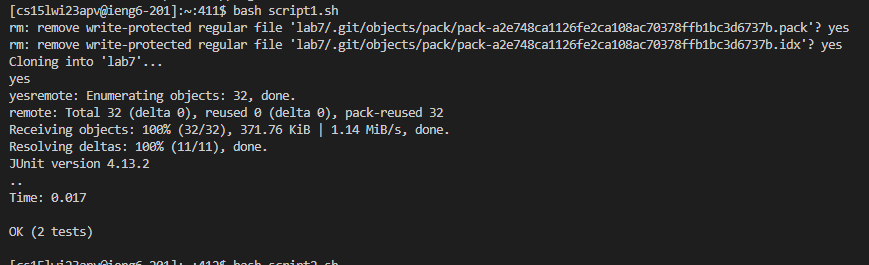 [cs15lwi23apv@ieng6-201]:~:411$ bash script1.sh
rm: remove write-protected regular file 'lab7/.git/objects/pack/pack-a2e748ca1126fe2ca108ac70378ffb1bc3d6737b.pack'? yes
rm: remove write-protected regular file 'lab7/.git/objects/pack/pack-a2e748ca1126fe2ca108ac70378ffb1bc3d6737b.idx'? yes
Cloning into 'lab7'...
yes
yesremote: Enumerating objects: 32, done.
remote: Total 32 (delta 0), reused 0 (delta 0), pack-reused 32
Receiving objects: 100% (32/32), 371.76 KiB | 1.14 MiB/s, done.
Resolving deltas: 100% (11/11), done.
JUnit version 4.13.2
..
Time: 0.017
OK (2 tests)
[cs15lwi23apv@ieng6-201]:~:412$ bash script2.sh